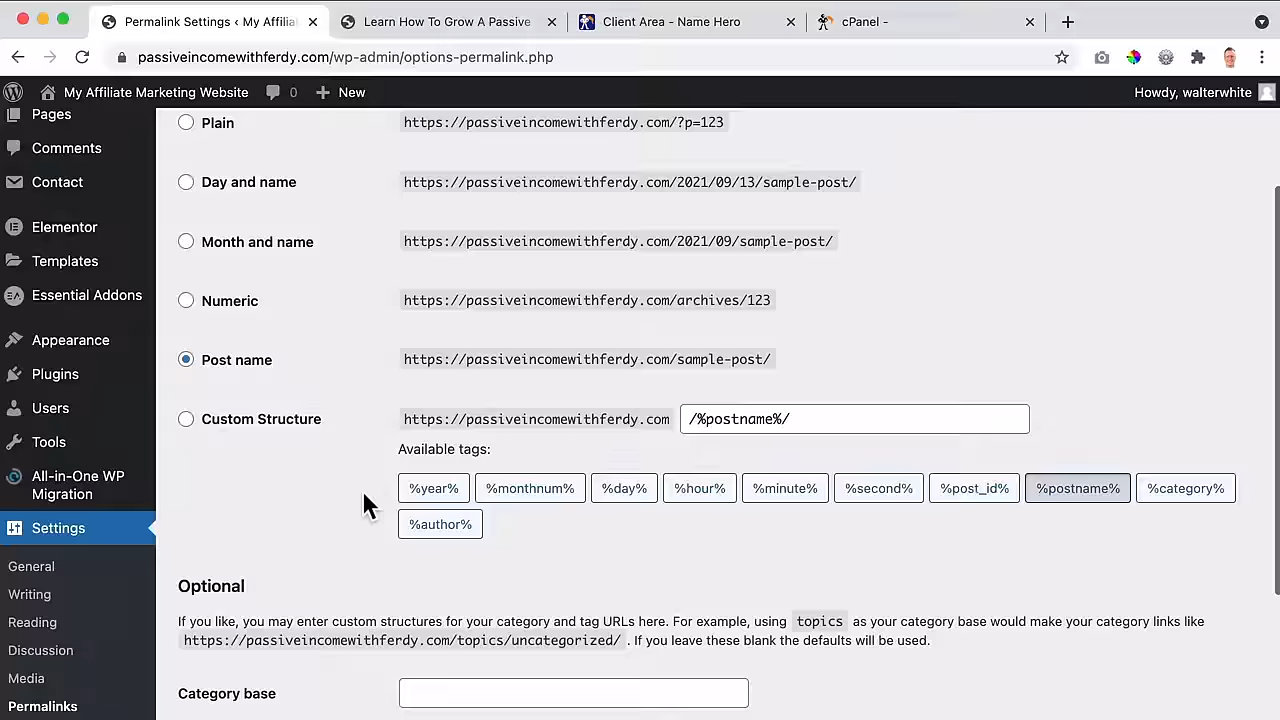 Permalink Settings ‹ My Affilia
Learn How To Grow A Passive
Client Area - Name Hero
cPanel -
passiveincomewithferdy.com/wp-admin/options-permalink.php
My Affiliate Marketing Website 0 New Howdy, walterwhite
Pages
Comments
Contact
Elementor
Templates
Essential Addons
Appearance
Plugins
Users
Tools
All-in-One WP
Migration
Settings
General
Writing
Reading
Discussion
Media
Permalinks
Plain https://passiveincomewithferdy.com/?p=123
Day and name https://passiveincomewithferdy.com/2021/09/13/sample-post/
Month and name https://passiveincomewithferdy.com/2021/09/sample-post/
Numeric https://passiveincomewithferdy.com/archives/123
Post name https://passiveincomewithferdy.com/sample-post/
Custom Structure https://passiveincomewithferdy.com /%postname%/
Available tags:
%year% %monthnum% %day% %hour% %minute% %second% %post_id% %postname% %category%
%author%
Optional
If you like, you may enter custom structures for your category and tag URLs here. For example, using topics as your category base would make your category links like
https://passiveincomewithferdy.com/topics/uncategorized/ . If you leave these blank the defaults will be used.
Category base